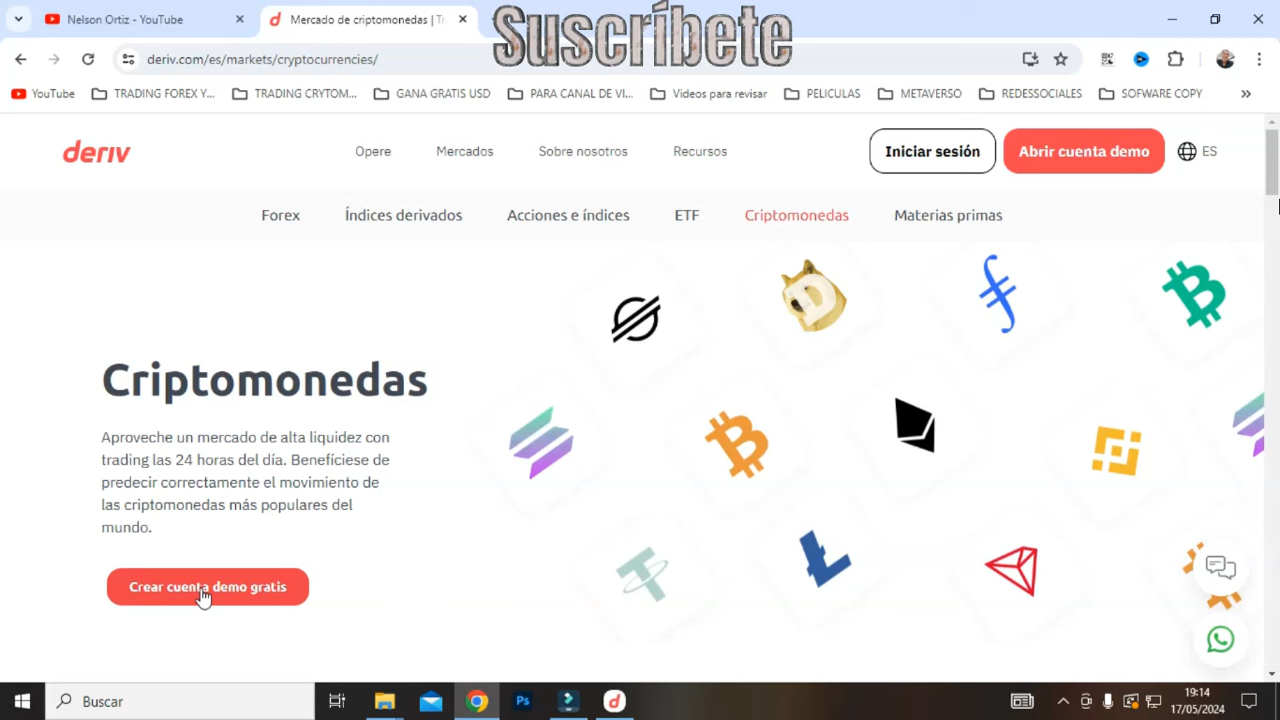 Nelson Ortiz - YouTube
Mercado de criptomonedas | Tr
Suscríbete
deriv.com/es/markets/cryptocurrencies/
YouTube
TRADING FOREX Y...
TRADING CRYTOM...
GANA GRATIS USD
PARA CANAL DE VI...
Videos para revisar
PELICULAS
METAVERSO
REDESSOCIALES
SOFWARE COPY
deriv
Opere
Mercados
Sobre nosotros
Recursos
Iniciar sesión
Abrir cuenta demo
ES
Forex
Índices derivados
Acciones e índices
ETF
Criptomonedas
Materias primas
Criptomonedas
Aproveche un mercado de alta liquidez con
trading las 24 horas del día. Benefíciese de
predecir correctamente el movimiento de
las criptomonedas más populares del
mundo.
Crear cuenta demo gratis
Buscar
Ps
19:14
17/05/2024